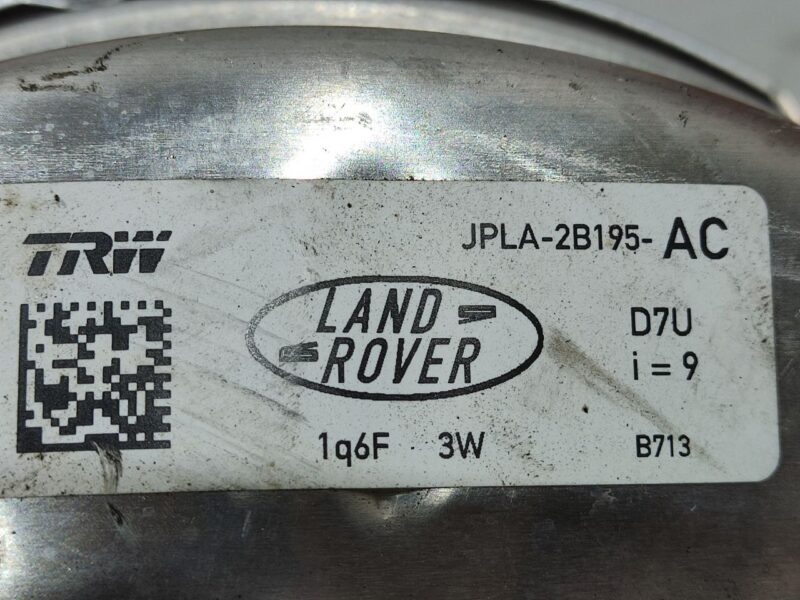 TRW
JPLA-2B195- AC
LAND
ROVER
D7U
i = 9
1q6F 3W
B713